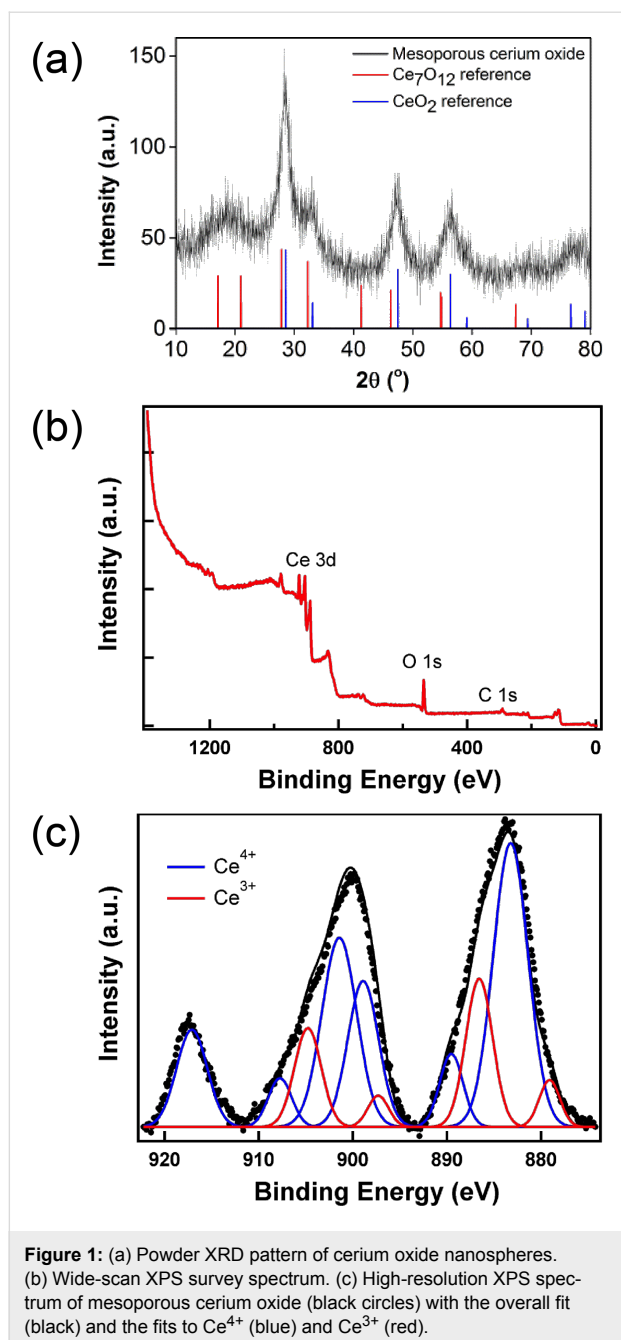 (a)
Mesoporous cerium oxide
Ce7O12 reference
CeO2 reference
Intensity (a.u.)
150
100
50
0
10 20 30 40 50 60 70 80
2θ (°)
(b)
Ce 3d
O 1s
C 1s
Intensity (a.u.)
1200 800 400 0
Binding Energy (eV)
(c)
Ce4+
Ce3+
Intensity (a.u.)
920 910 900 890 880
Binding Energy (eV)
Figure 1: (a) Powder XRD pattern of cerium oxide nanospheres.
(b) Wide-scan XPS survey spectrum. (c) High-resolution XPS spec-
trum of mesoporous cerium oxide (black circles) with the overall fit
(black) and the fits to Ce4+ (blue) and Ce3+ (red).